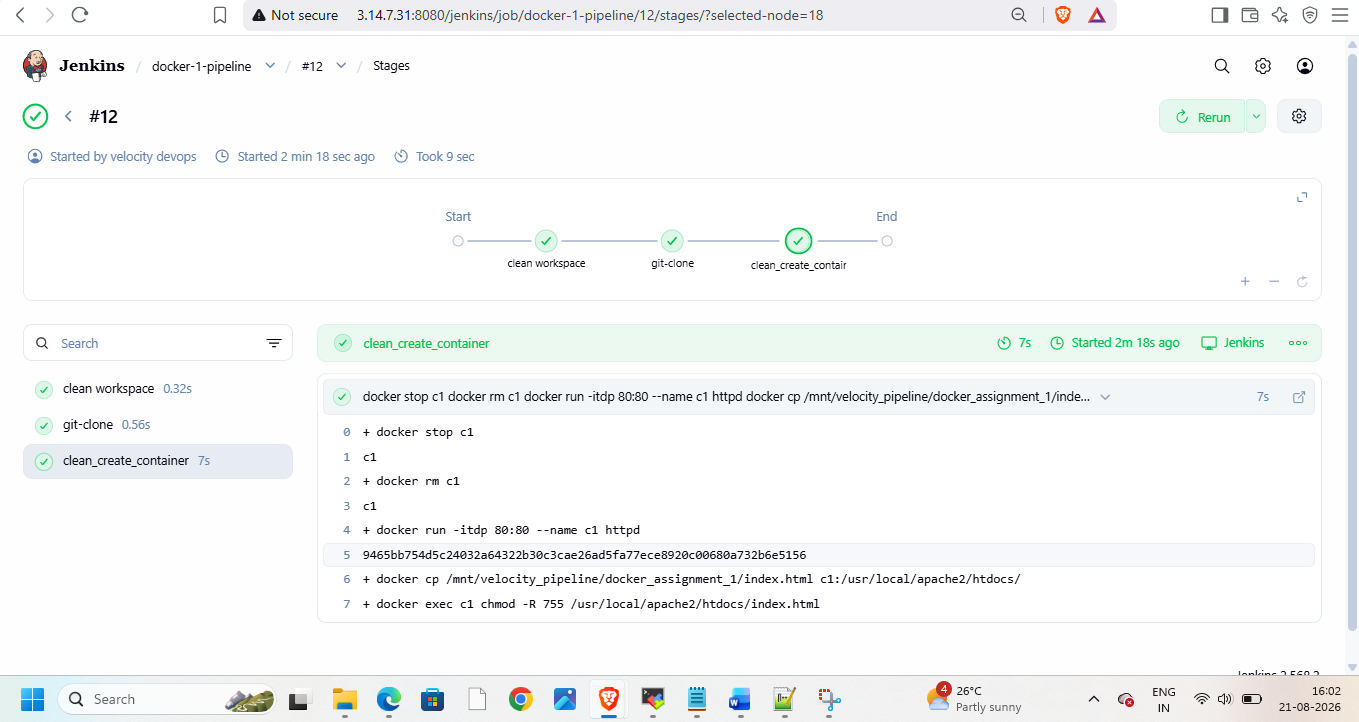 Not secure 3.14.7.31:8080/jenkins/job/docker-1-pipeline/12/stages/?selected-node=18
Jenkins / docker-1-pipeline / #12 / Stages
#12
Rerun
Started by velocity devops Started 2 min 18 sec ago Took 9 sec
Start End
clean workspace git-clone clean_create_contair
Search
clean_create_container 7s Started 2m 18s ago Jenkins
clean workspace 0.32s
git-clone 0.56s
clean_create_container 7s
docker stop c1 docker rm c1 docker run -itdp 80:80 --name c1 httpd docker cp /mnt/velocity_pipeline/docker_assignment_1/inde... 7s
0 + docker stop c1
1 c1
2 + docker rm c1
3 c1
4 + docker run -itdp 80:80 --name c1 httpd
5 9465bb754d5c24032a64322b30c3cae26ad5fa77ece8920c00680a732b6e5156
6 + docker cp /mnt/velocity_pipeline/docker_assignment_1/index.html c1:/usr/local/apache2/htdocs/
7 + docker exec c1 chmod -R 755 /usr/local/apache2/htdocs/index.html
Search
4
26°C
Partly sunny
ENG
IN
16:02
21-08-2026